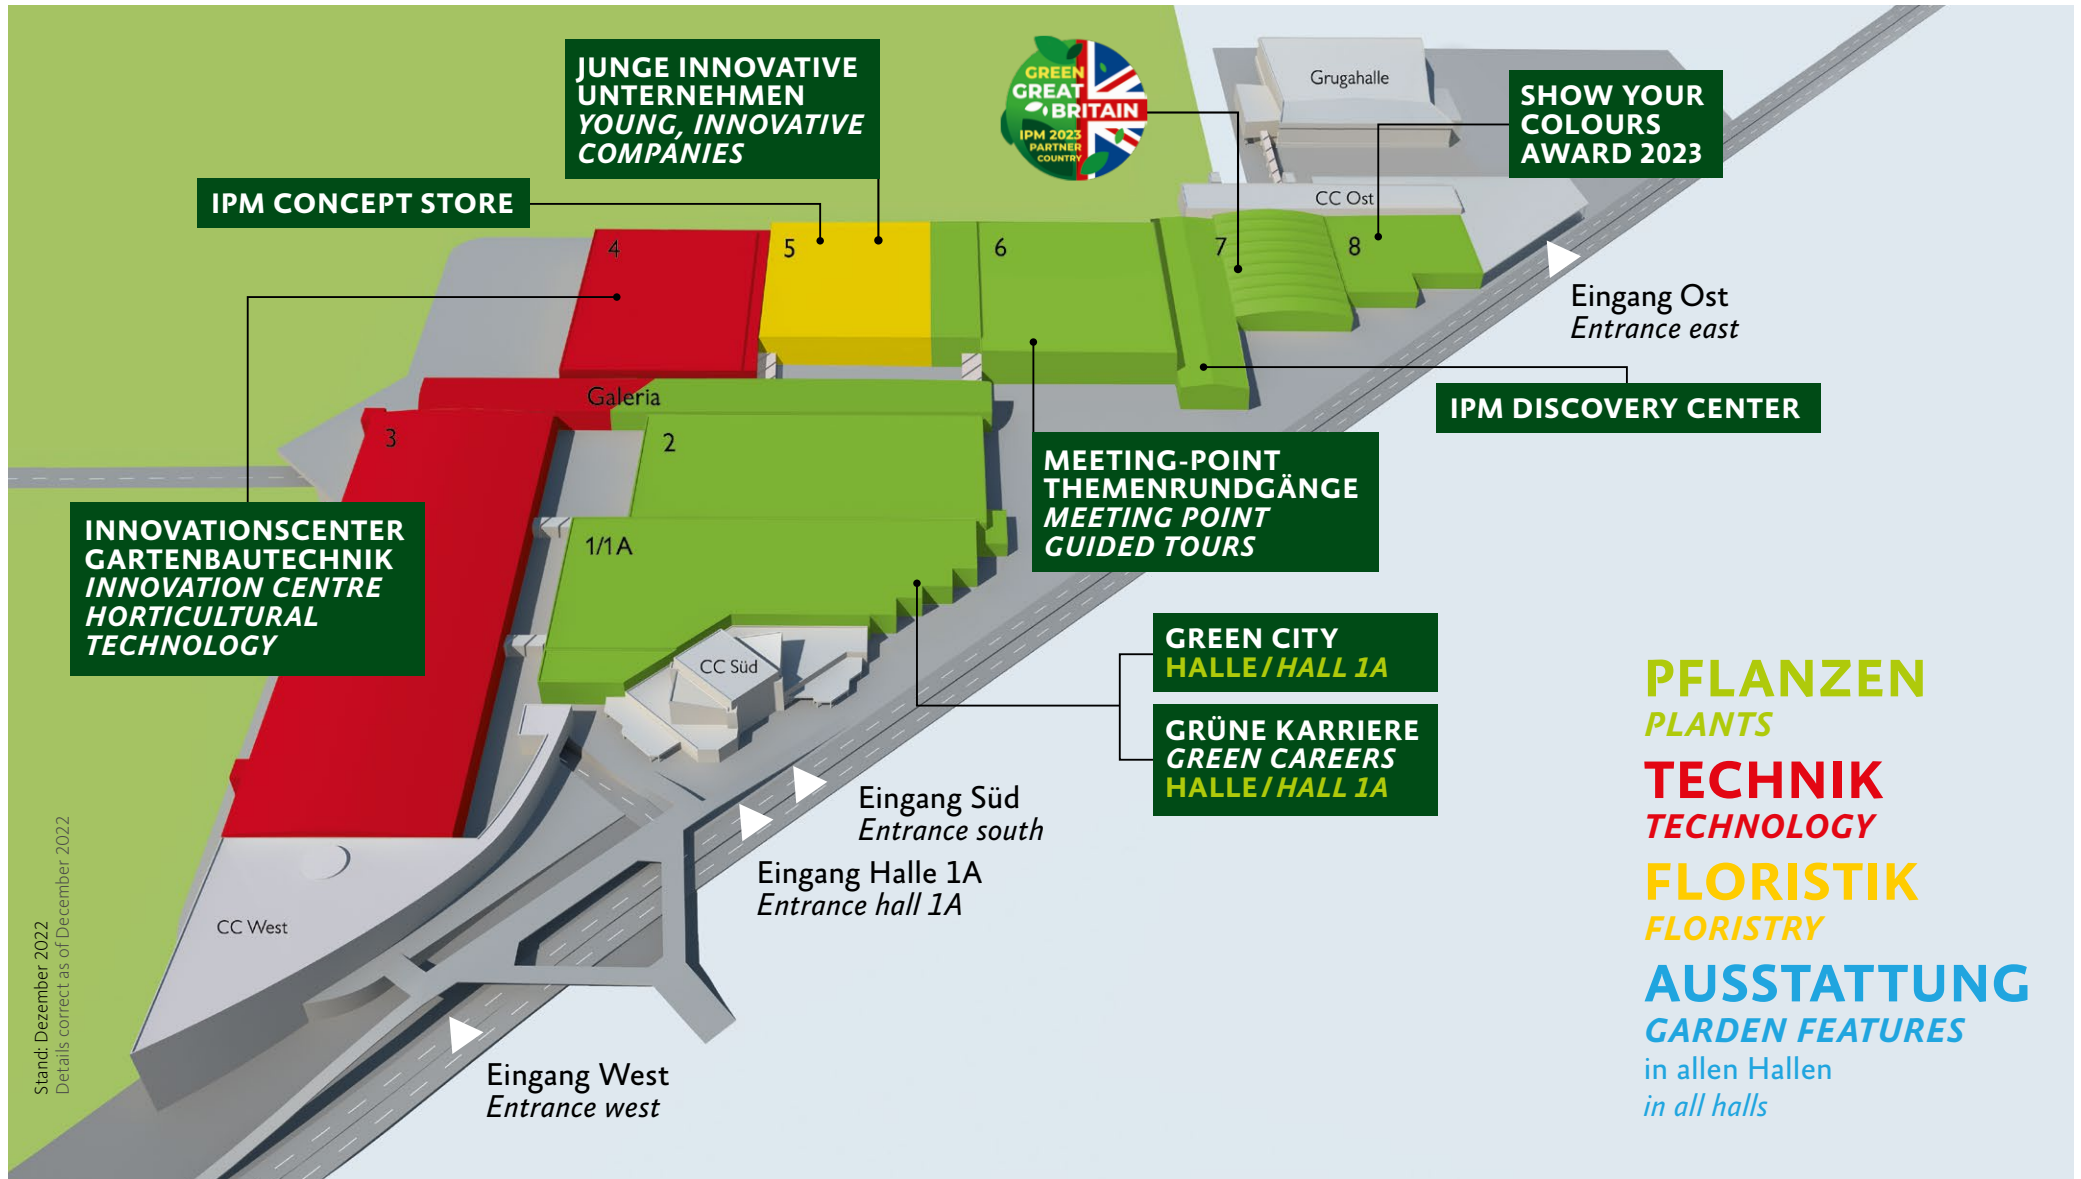 JUNGE INNOVATIVE
UNTERNEHMEN
YOUNG, INNOVATIVE
COMPANIES
GREEN
GREAT
BRITAIN
IPM 2023
PARTNER
COUNTRY
Grugahalle
SHOW YOUR
COLOURS
AWARD 2023
IPM CONCEPT STORE
CC Ost
4
5
6
7
8
Eingang Ost
Entrance east
Galeria
IPM DISCOVERY CENTER
3
2
MEETING-POINT
THEMENRUNDGÄNGE
MEETING POINT
GUIDED TOURS
INNOVATIONSCENTER
GARTENBAUTECHNIK
INNOVATION CENTRE
HORTICULTURAL
TECHNOLOGY
1/1A
GREEN CITY
HALLE/HALL 1A
CC Süd
GRÜNE KARRIERE
GREEN CAREERS
HALLE/HALL 1A
Eingang Süd
Entrance south
Eingang Halle 1A
Entrance hall 1A
CC West
Eingang West
Entrance west
PFLANZEN
PLANTS
TECHNIK
TECHNOLOGY
FLORISTIK
FLORISTRY
AUSSTATTUNG
GARDEN FEATURES
in allen Hallen
in all halls
Stand: Dezember 2022
Details correct as of December 2022